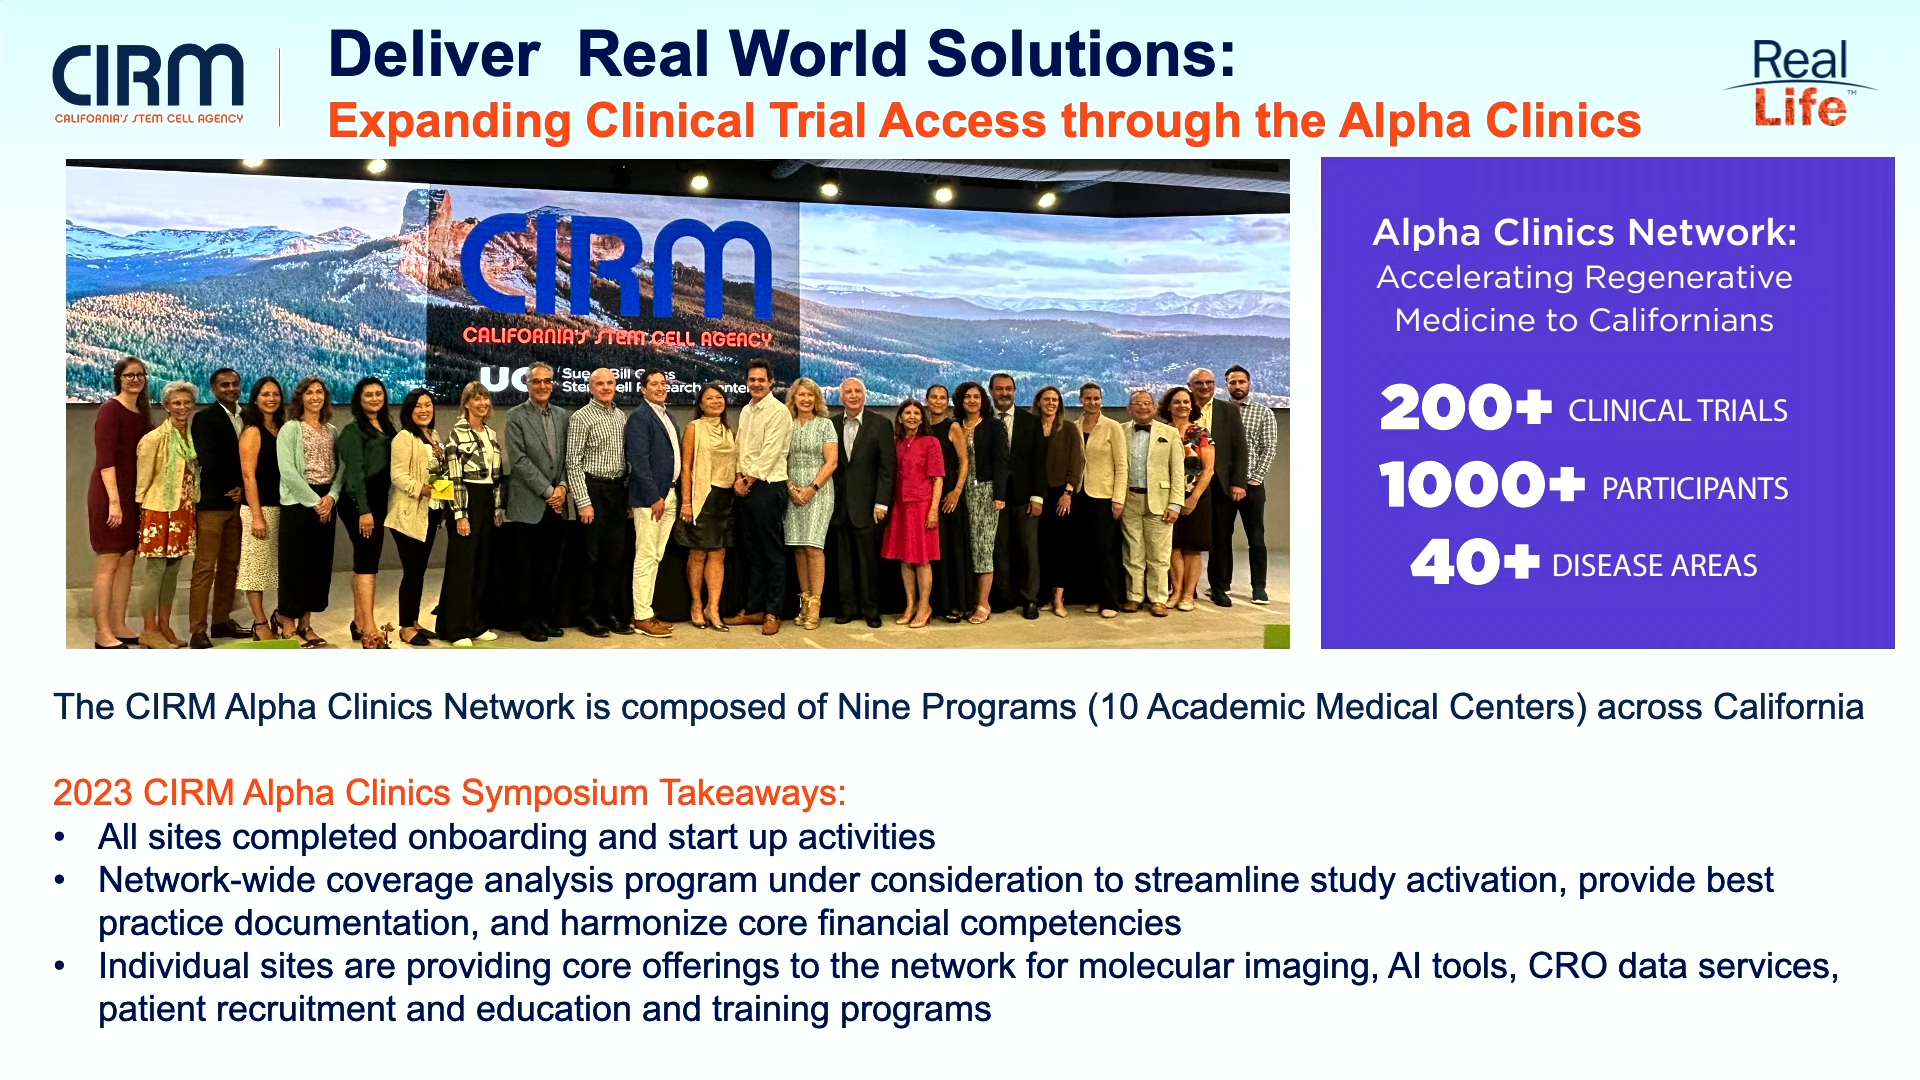 CIRM
CALIFORNIA'S STEM CELL AGENCY
Deliver Real World Solutions:
Expanding Clinical Trial Access through the Alpha Clinics
Real
Life™
CIRM
CALIFORNIA'S STEM CELL AGENCY
Sue Bill
Alpha Clinics Network:
Accelerating Regenerative
Medicine to Californians
200+ CLINICAL TRIALS
1000+ PARTICIPANTS
40+ DISEASE AREAS
The CIRM Alpha Clinics Network is composed of Nine Programs (10 Academic Medical Centers) across California
2023 CIRM Alpha Clinics Symposium Takeaways:
• All sites completed onboarding and start up activities
• Network-wide coverage analysis program under consideration to streamline study activation, provide best
practice documentation, and harmonize core financial competencies
• Individual sites are providing core offerings to the network for molecular imaging, AI tools, CRO data services,
patient recruitment and education and training programs